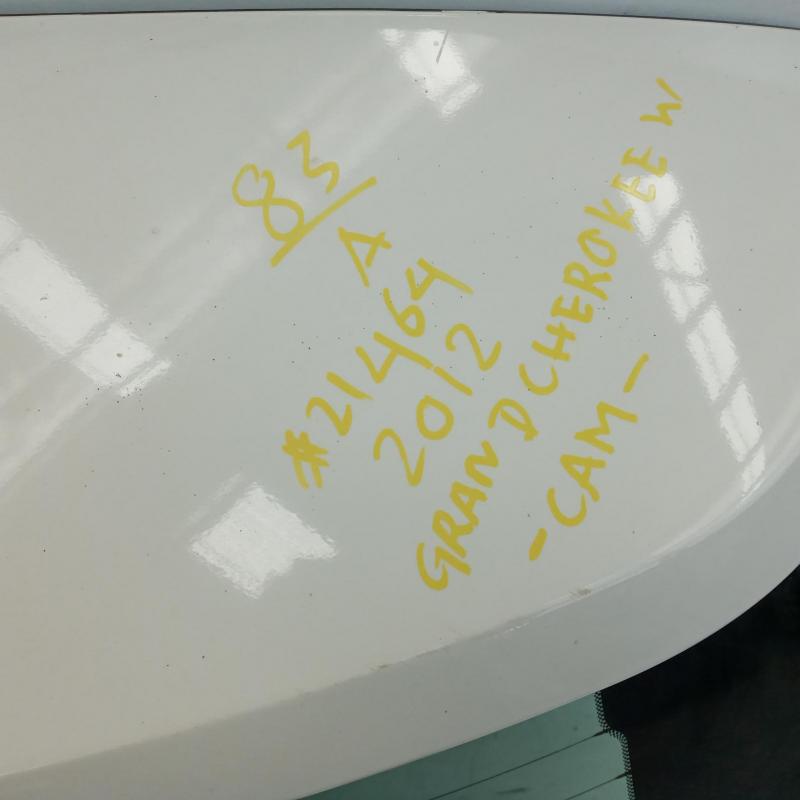 83
A
#21464
2012
GRAND CHEROKEE W
-CAM-